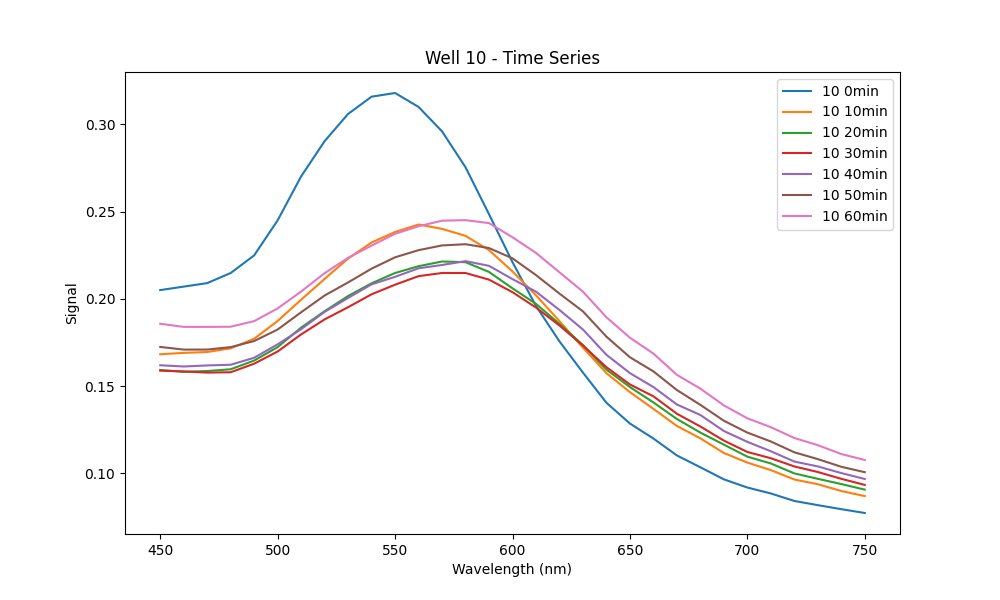 Well 10 - Time Series
Signal
0.30
0.25
0.20
0.15
0.10
10 0min
10 10min
10 20min
10 30min
10 40min
10 50min
10 60min
450 500 550 600 650 700 750
Wavelength (nm)